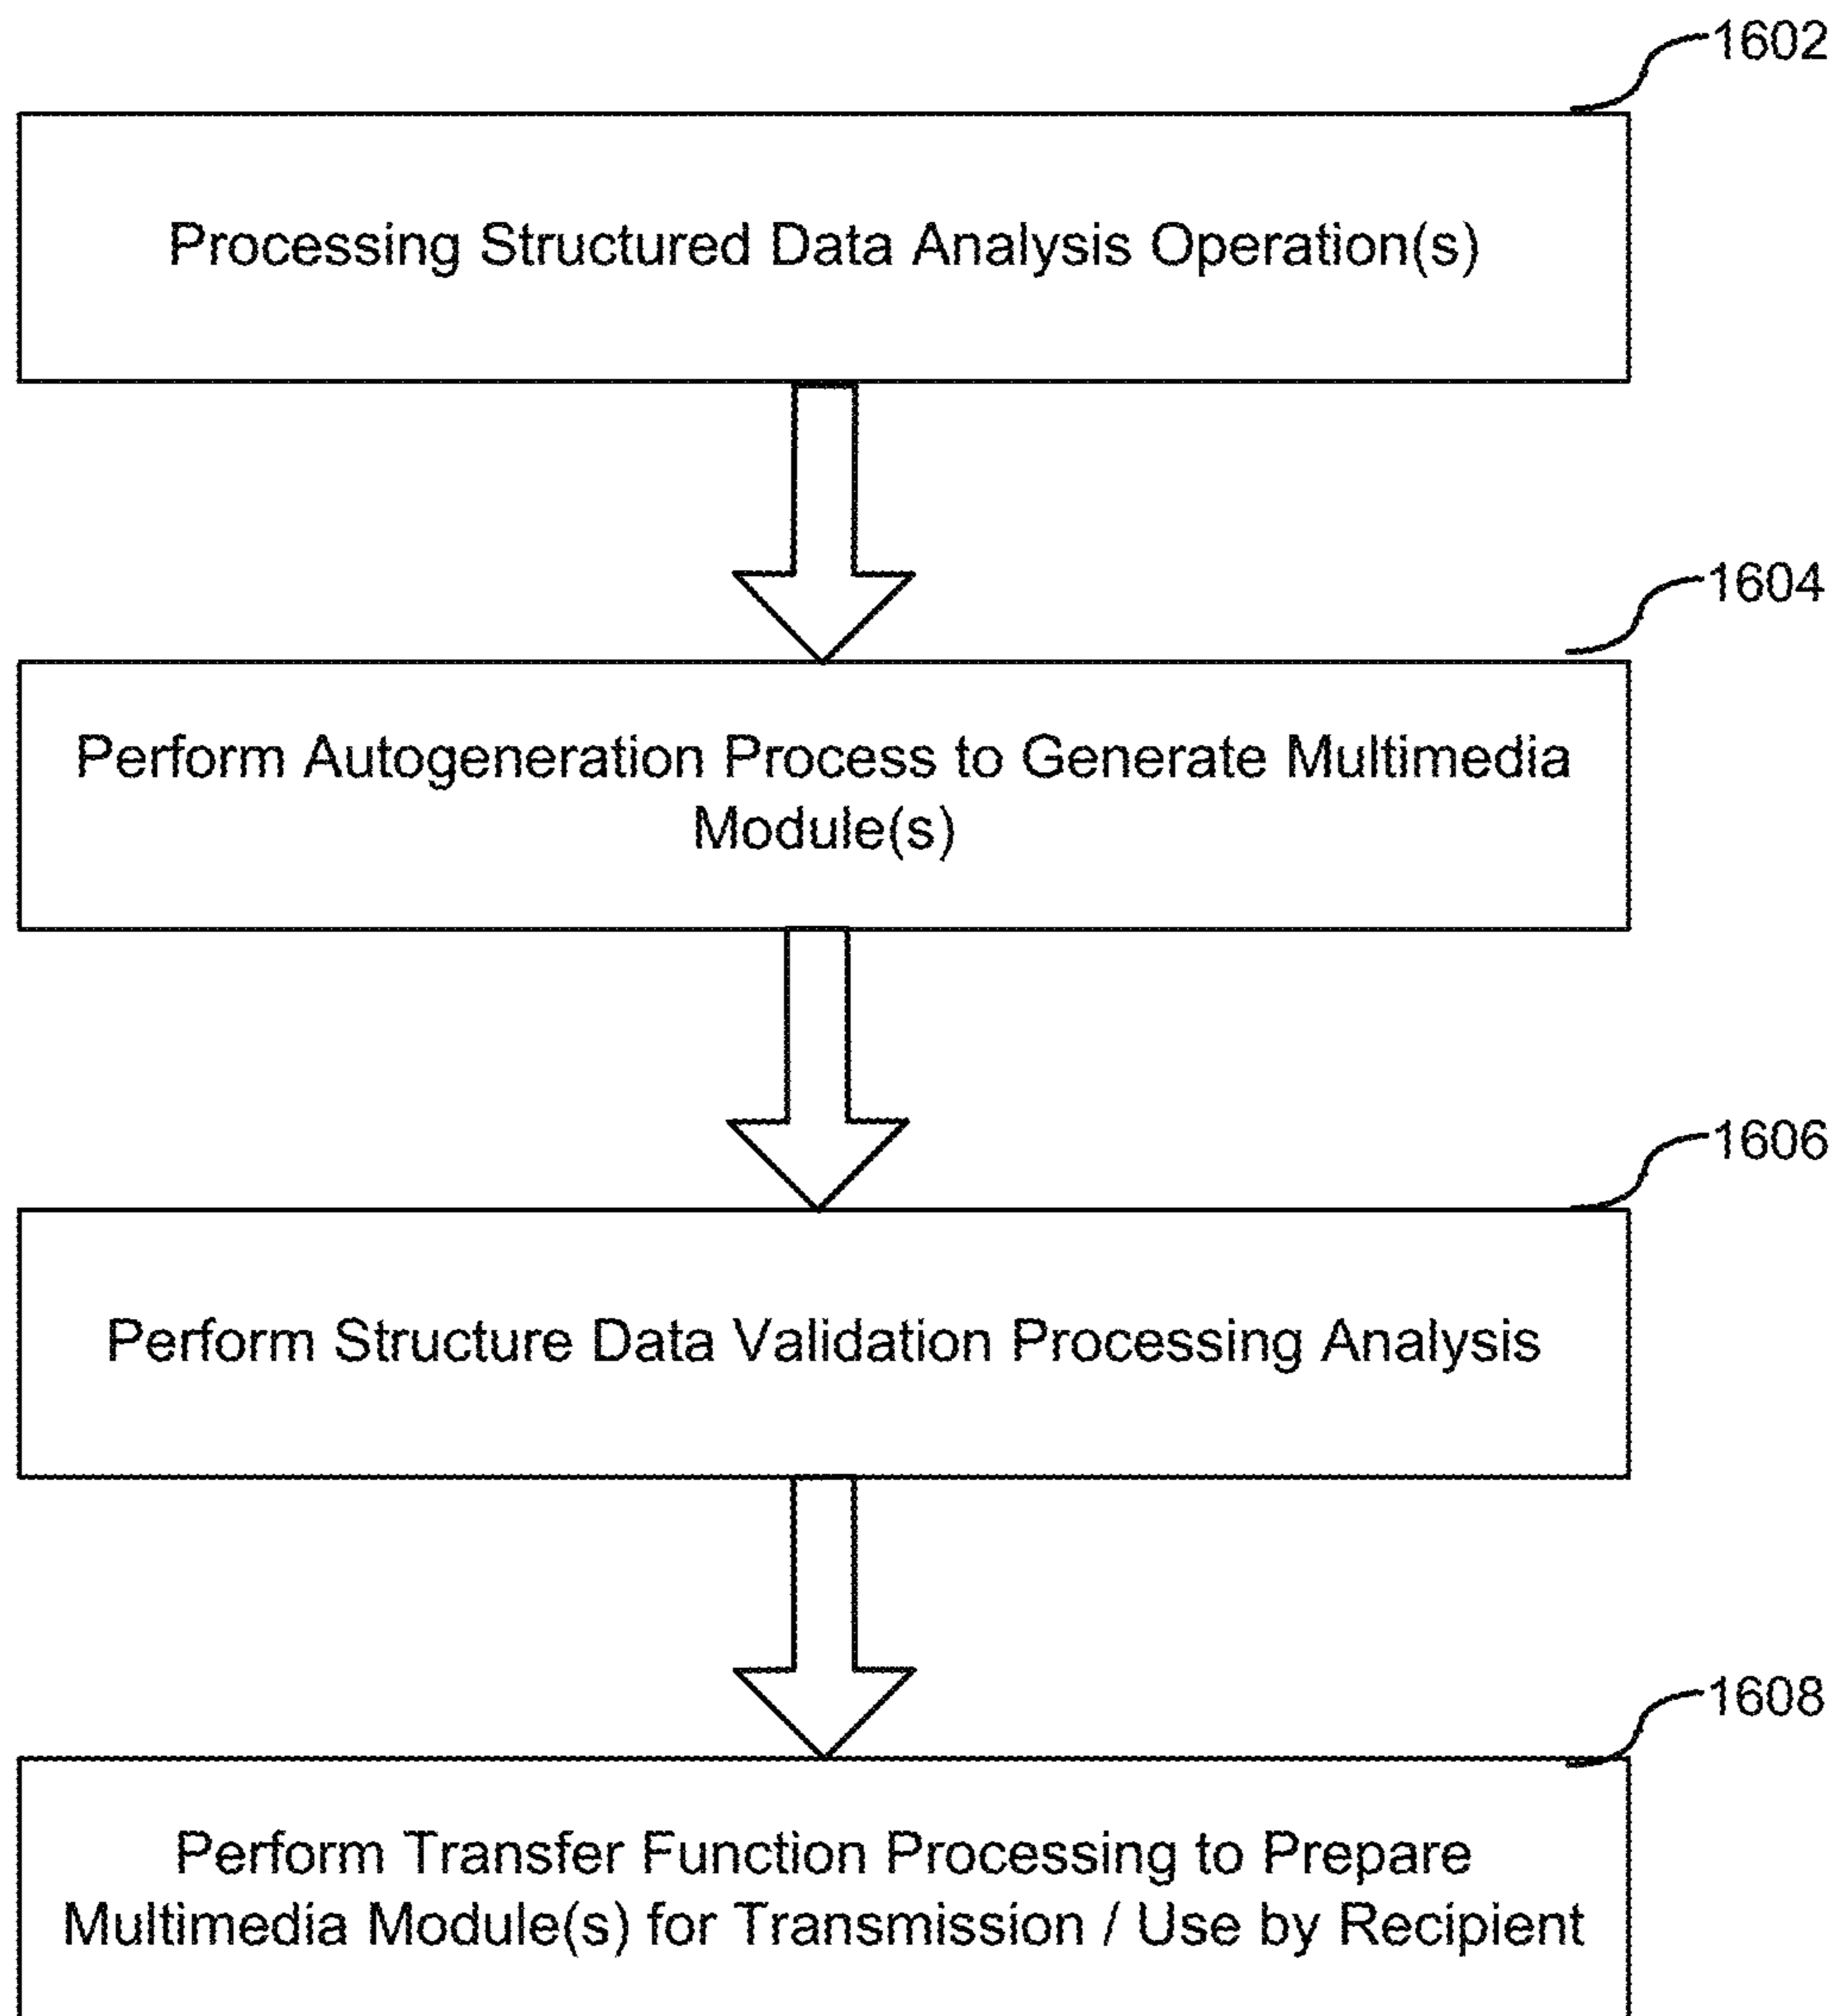 1602
Processing Structured Data Analysis Operation(s)
1604
Perform Autogeneration Process to Generate Multimedia
Module(s)
1606
Perform Structure Data Validation Processing Analysis
1608
Perform Transfer Function Processing to Prepare
Multimedia Module(s) for Transmission / Use by Recipient